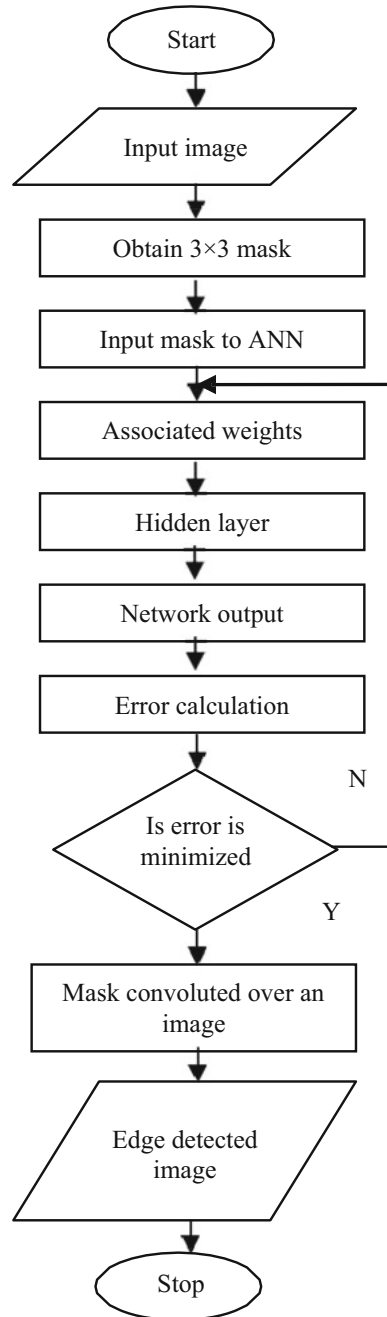 Start
Input image
Obtain 3×3 mask
Input mask to ANN
Associated weights
Hidden layer
Network output
Error calculation
N
Is error is
minimized
Y
Mask convoluted over an
image
Edge detected
image
Stop